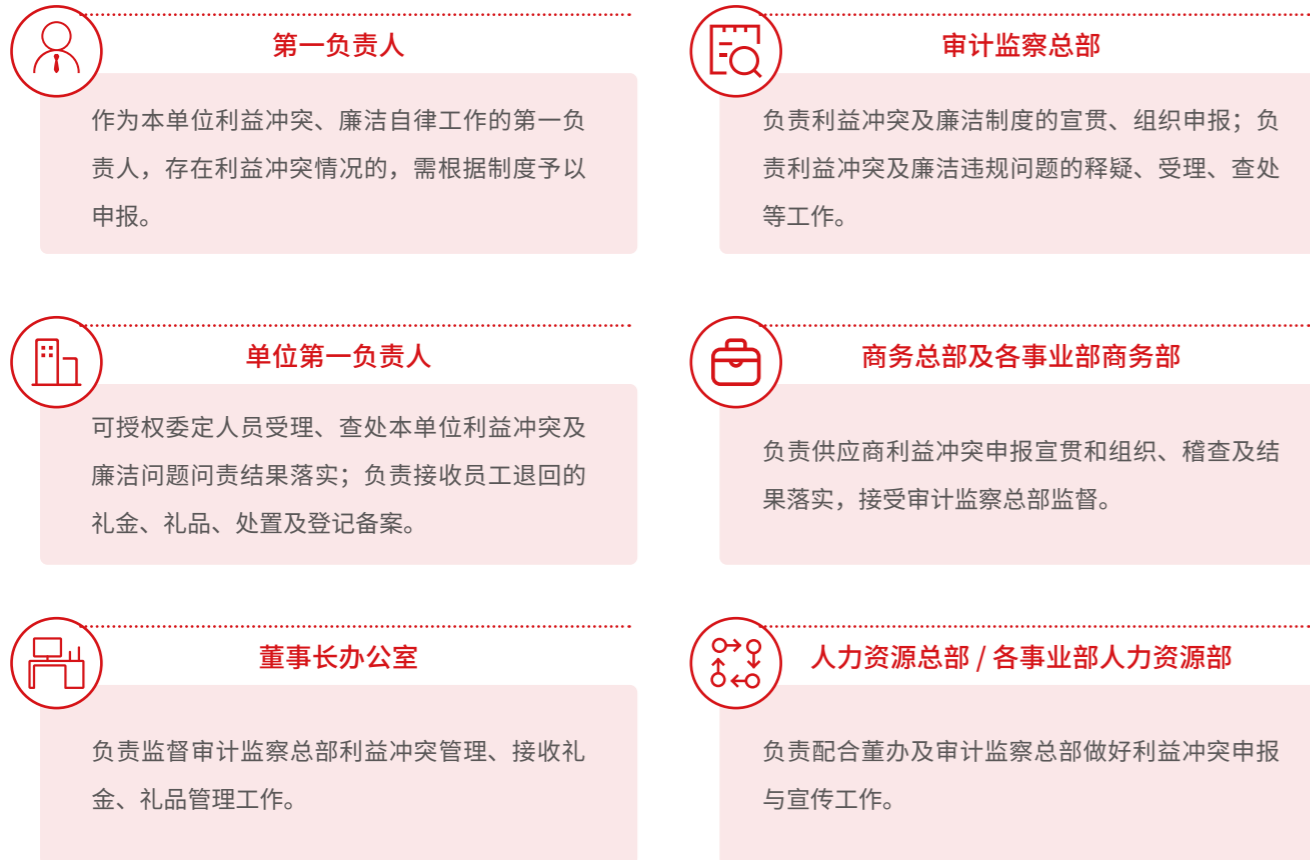 第一负责人
作为本单位利益冲突、廉洁自律工作的第一负
责人，存在利益冲突情况的，需根据制度予以
申报。
审计监察总部
负责利益冲突及廉洁制度的宣贯、组织申报；负
责利益冲突及廉洁违规问题的释疑、受理、查处
等工作。
单位第一负责人
可授权委定人员受理、查处本单位利益冲突及
廉洁问题问责结果落实；负责接收员工退回的
礼金、礼品、处置及登记备案。
商务总部及各事业部商务部
负责供应商利益冲突申报宣贯和组织、稽查及结
果落实，接受审计监察总部监督。
董事长办公室
负责监督审计监察总部利益冲突管理、接收礼
金、礼品管理工作。
人力资源总部 / 各事业部人力资源部
负责配合董办及审计监察总部做好利益冲突申报
与宣传工作。